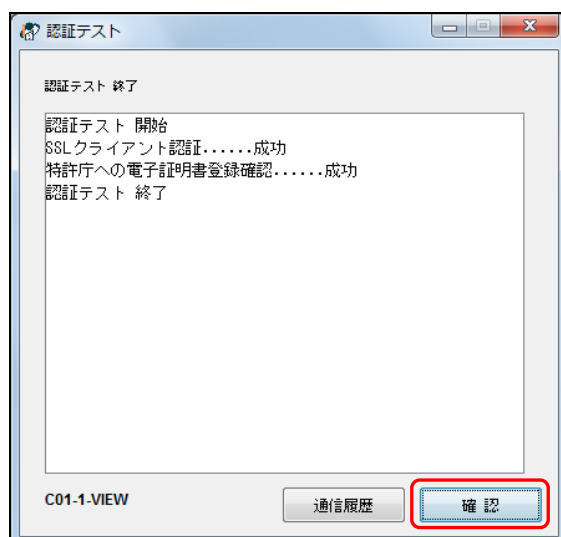 認証テスト
認証テスト 終了
認証テスト 開始
SSLクライアント認証......成功
特許庁への電子証明書登録確認......成功
認証テスト 終了
C01-1-VIEW
通信履歴
確 認